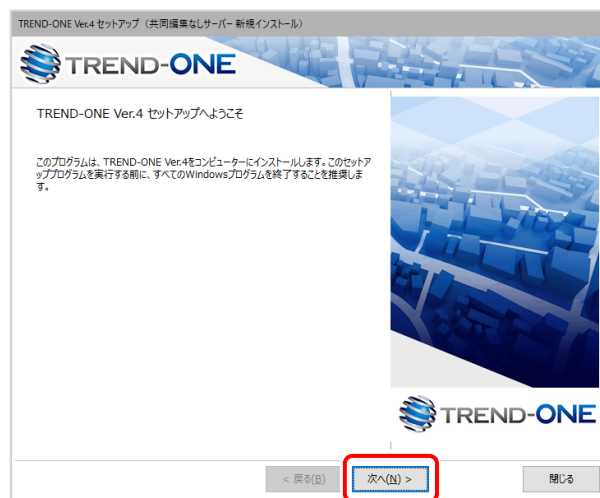 TREND-ONE Ver.4 セットアップ（共同編集なしサーバー 新規インストール）
TREND-ONE
TREND-ONE Ver.4 セットアップへようこそ
このプログラムは、TREND-ONE Ver.4をコンピューターにインストールします。このセットア
ッププログラムを実行する前に、すべてのWindowsプログラムを終了することを推奨しま
す。
TREND-ONE
< 戻る(B)
次へ(N) >
閉じる